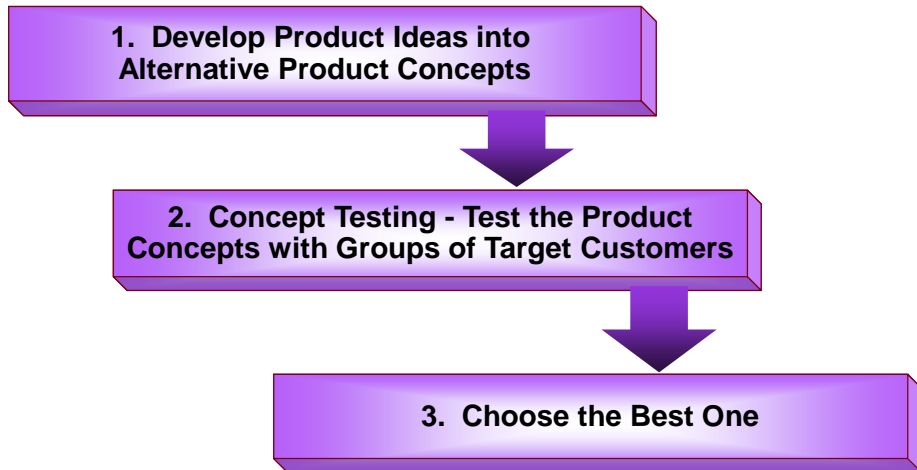 1. Develop Product Ideas into
Alternative Product Concepts
2. Concept Testing - Test the Product
Concepts with Groups of Target Customers
3. Choose the Best One